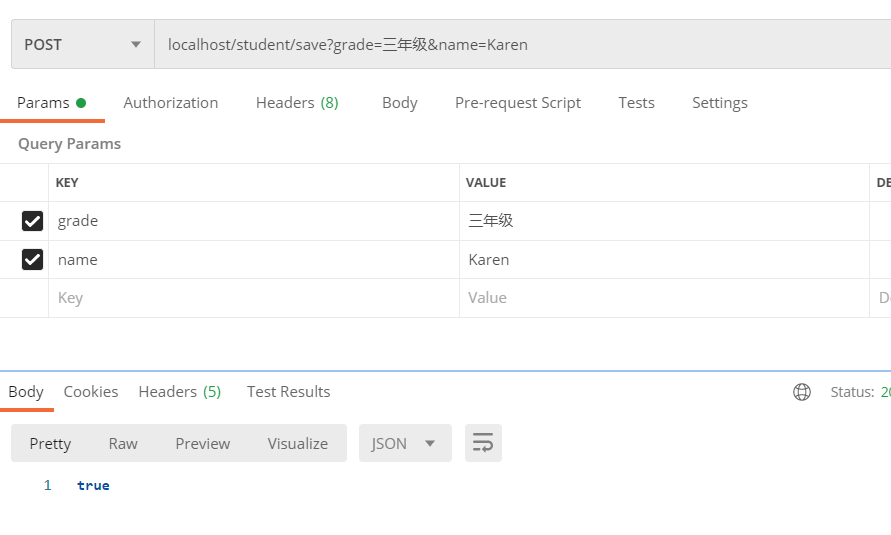 POST localhost/student/save?grade=三年级&name=Karen
Params Authorization Headers (8) Body Pre-request Script Tests Settings
Query Params
KEY VALUE DE
grade 三年级
name Karen
Key Value D
Body Cookies Headers (5) Test Results Status: 20
Pretty Raw Preview Visualize JSON
1 true